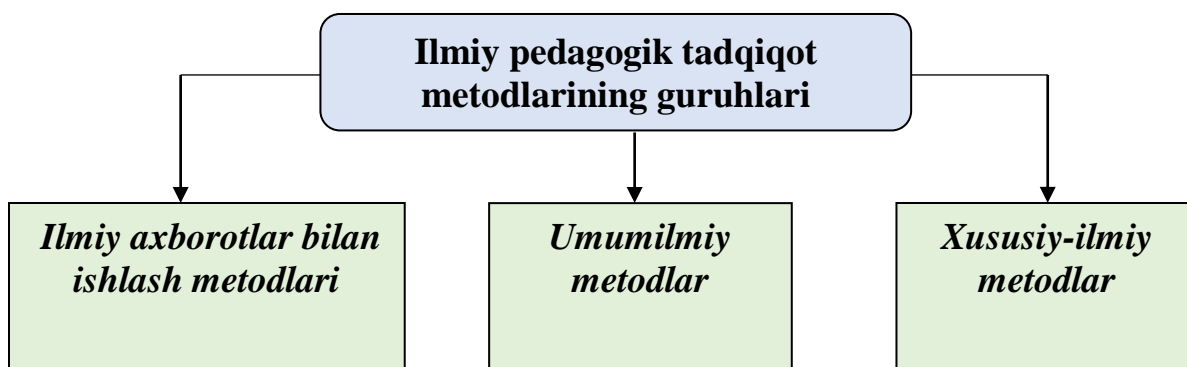 Ilmiy pedagogik tadqiqot
metodlarining guruhlari
Ilmiy axborotlar bilan
ishlash metodlari
Umumilmiy
metodlar
Xususiy-ilmiy
metodlar